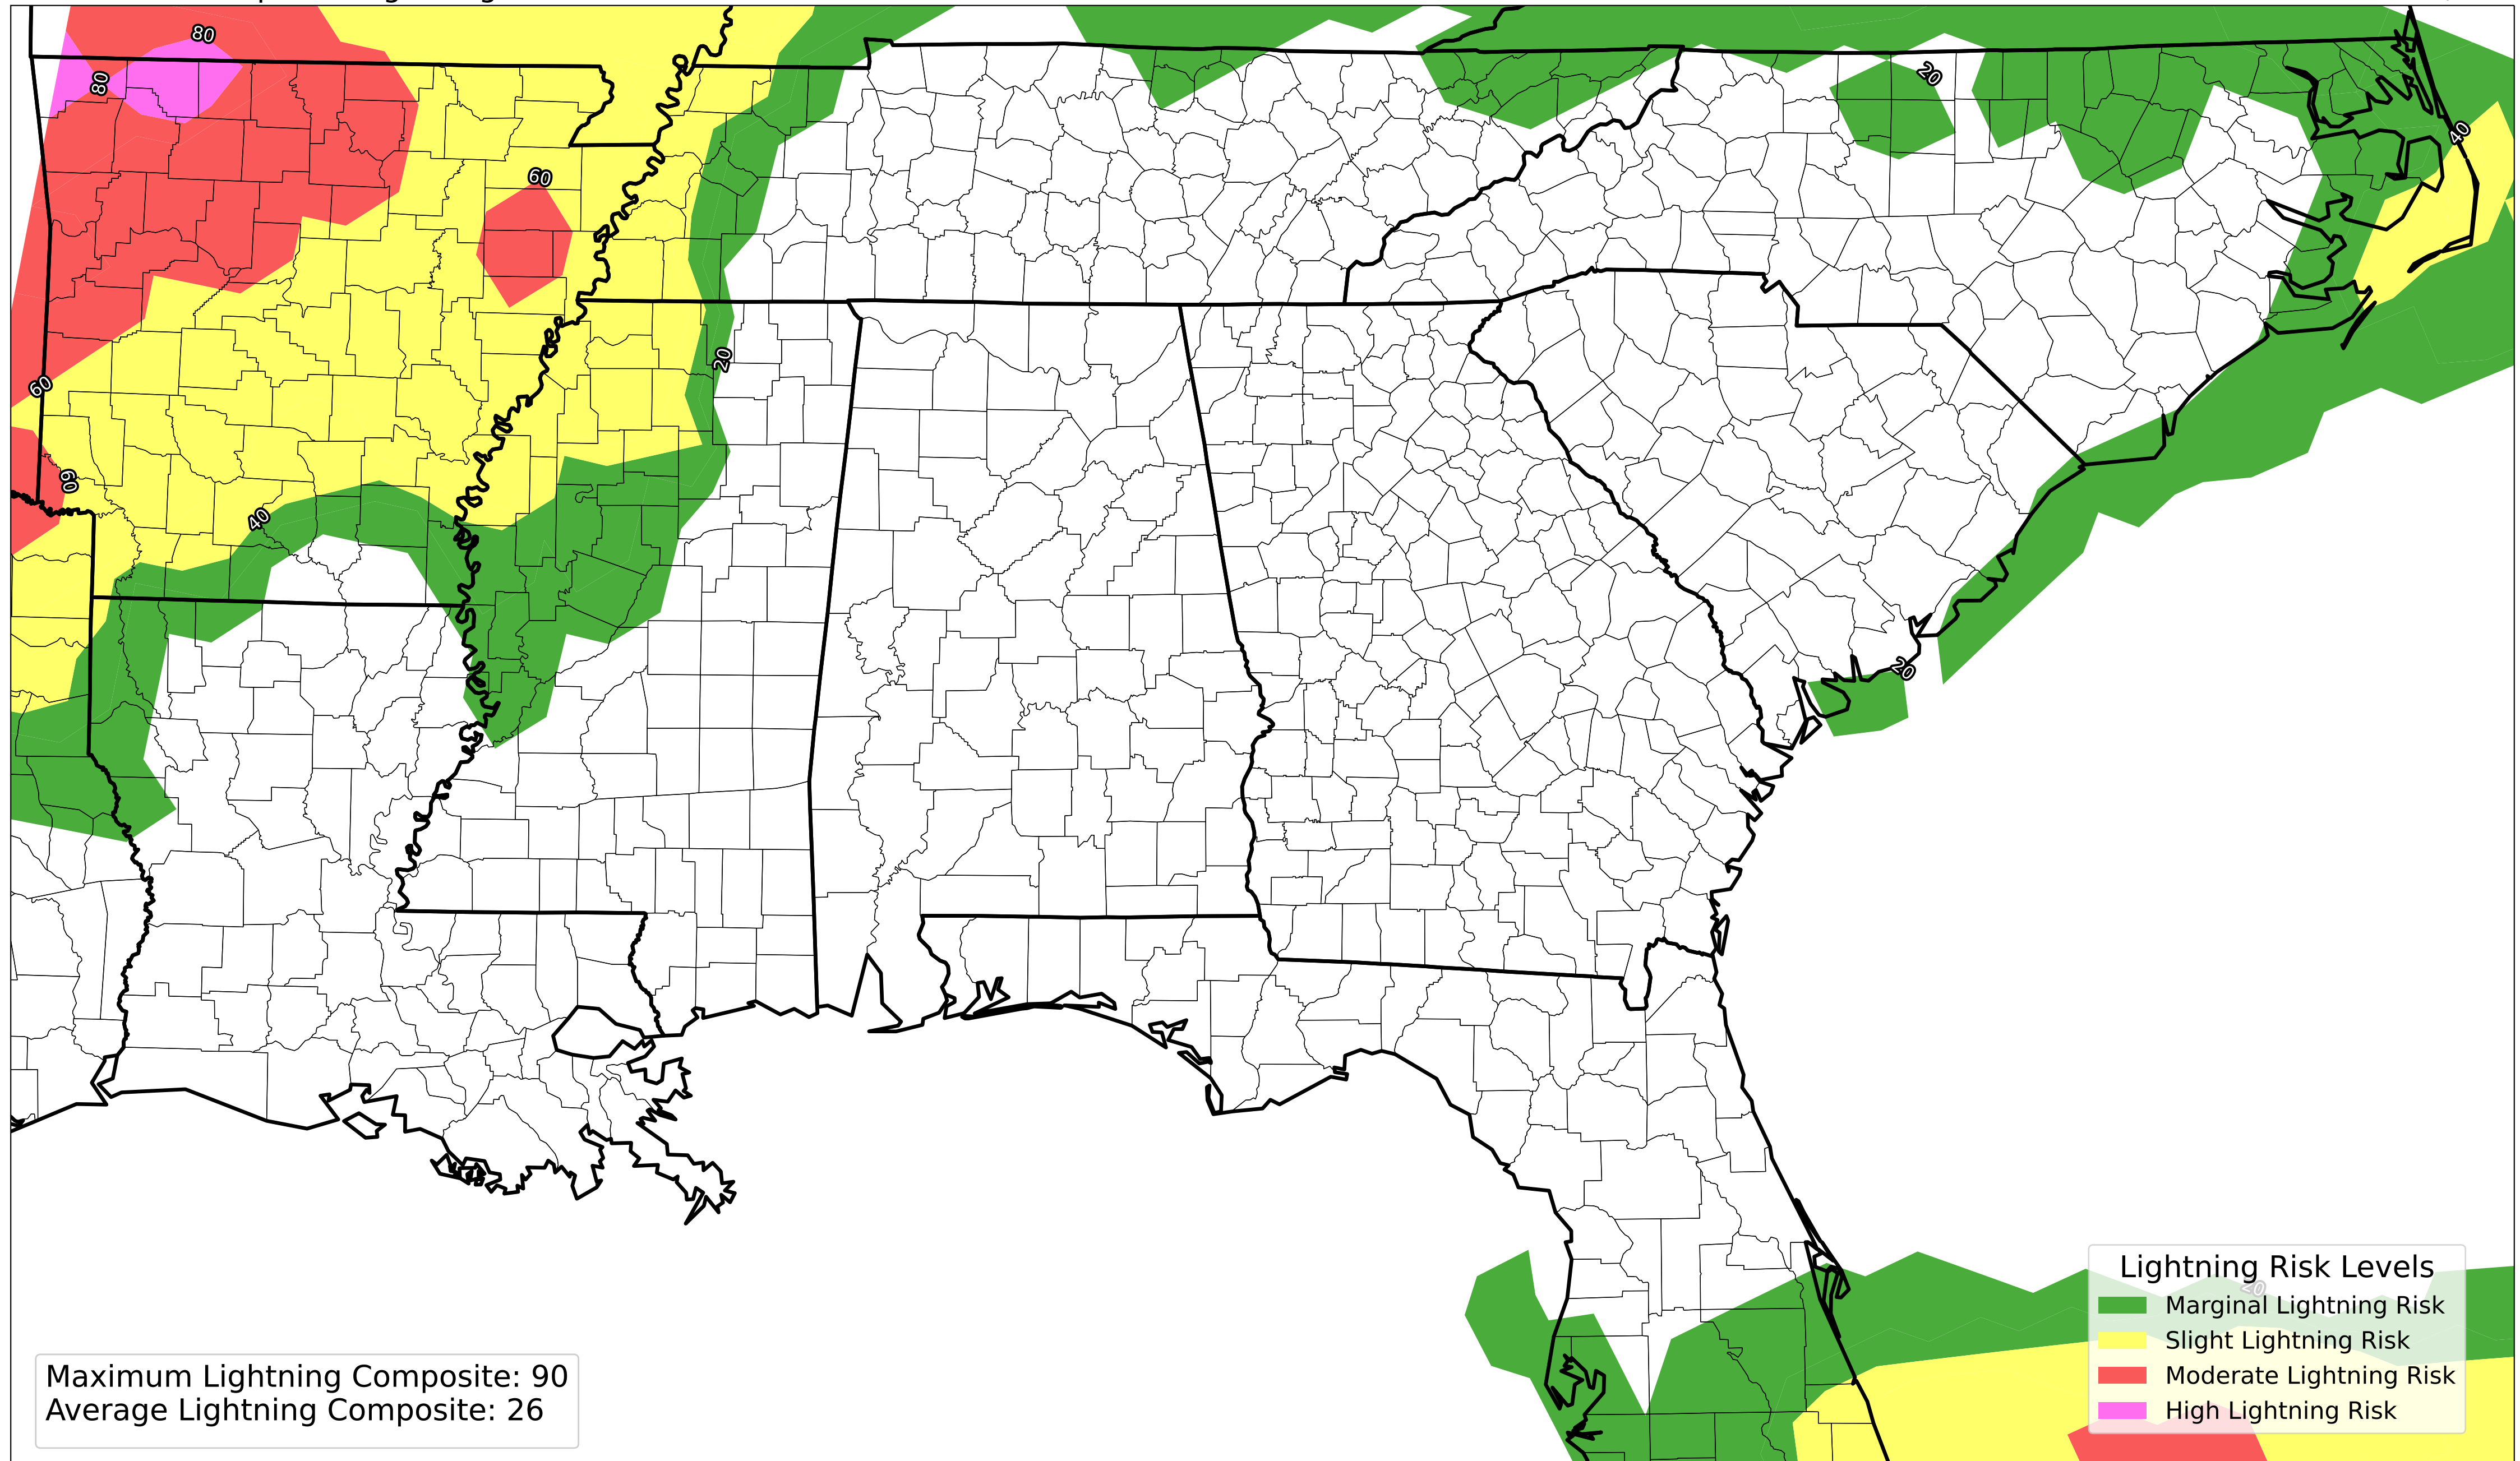 80
80
20
40
60
20
60
60
40
20
Lightning Risk Levels
20
Marginal Lightning Risk
Slight Lightning Risk
Moderate Lightning Risk
High Lightning Risk
Maximum Lightning Composite: 90
Average Lightning Composite: 26